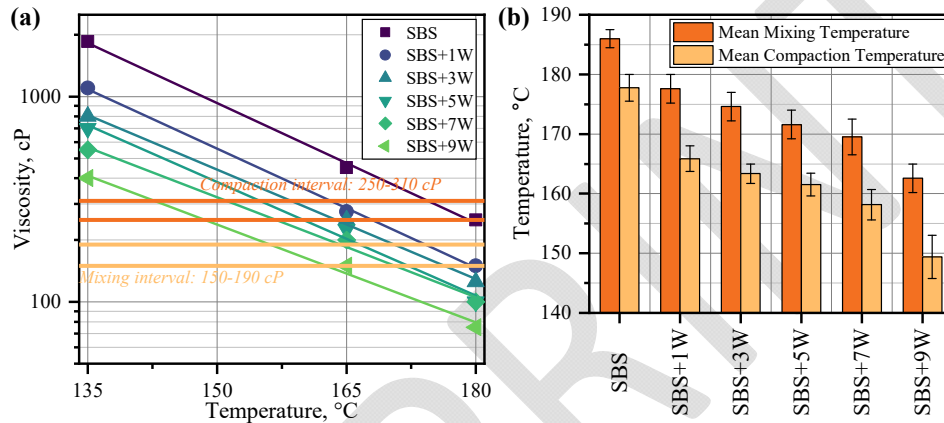 (a)
SBS
SBS+1W
SBS+3W
SBS+5W
SBS+7W
SBS+9W
1000
100
Viscosity, cP
Compaction interval: 250-310 cP
Mixing interval: 150-190 cP
135
150
165
180
Temperature, °C
(b)
Mean Mixing Temperature
Mean Compaction Temperature
190
180
170
160
150
140
Temperature, °C
SBS
SBS+1W
SBS+3W
SBS+5W
SBS+7W
SBS+9W